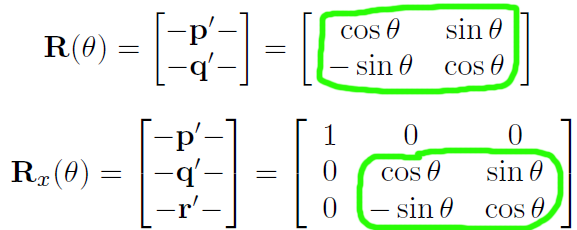 R(θ) = [−p′− −q′−] = [cos θ sin θ − sin θ cos θ]
Rₓ(θ) = [−p′− −q′− −r′−] = [1 0 0 0 cos θ sin θ 0 − sin θ cos θ]